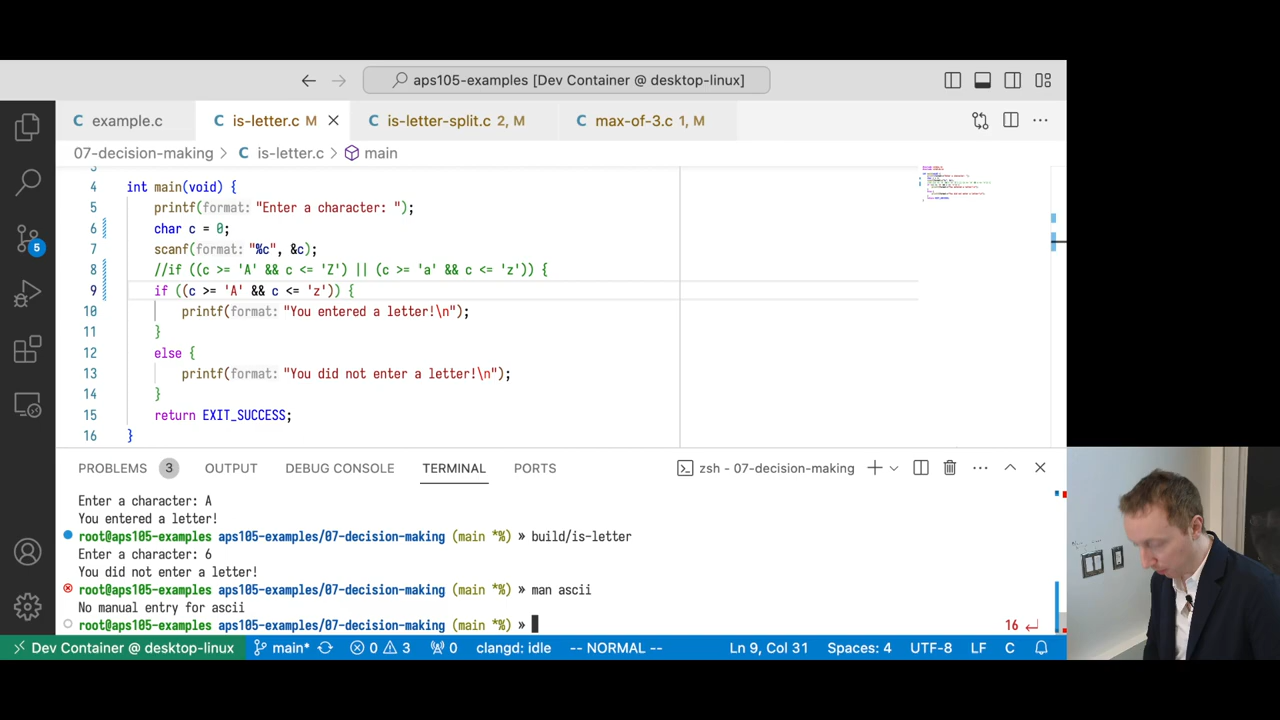 aps105-examples [Dev Container @ desktop-linux]
C example.c C is-letter.c M C is-letter-split.c 2, M C max-of-3.c 1, M
07-decision-making > C is-letter.c > main
3
4 int main(void) {
5 printf(format: "Enter a character: ");
6 char c = 0;
7 scanf(format: "%c", &c);
8 //if ((c >= 'A' && c <= 'Z') || (c >= 'a' && c <= 'z')) {
9 if ((c >= 'A' && c <= 'z')) {
10 printf(format: "You entered a letter!\n");
11 }
12 else {
13 printf(format: "You did not enter a letter!\n");
14 }
15 return EXIT_SUCCESS;
16 }
5
PROBLEMS 3 OUTPUT DEBUG CONSOLE TERMINAL PORTS zsh - 07-decision-making
Enter a character: A
You entered a letter!
root@aps105-examples aps105-examples/07-decision-making (main *%) » build/is-letter
Enter a character: 6
You did not enter a letter!
root@aps105-examples aps105-examples/07-decision-making (main *%) » man ascii
No manual entry for ascii
root@aps105-examples aps105-examples/07-decision-making (main *%) » 16 ↵
Dev Container @ desktop-linux main* 0 3 0 clangd: idle -- NORMAL -- Ln 9, Col 31 Spaces: 4 UTF-8 LF C